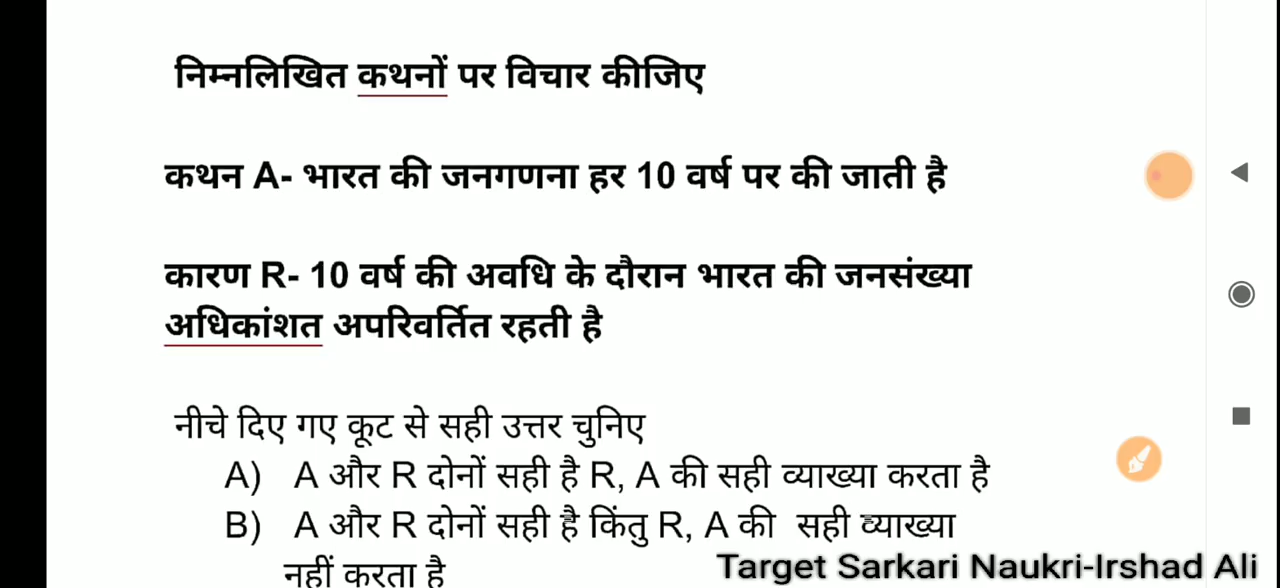 निम्नलिखित कथनों पर विचार कीजिए
कथन A- भारत की जनगणना हर 10 वर्ष पर की जाती है
कारण R- 10 वर्ष की अवधि के दौरान भारत की जनसंख्या
अधिकांशत अपरिवर्तित रहती है
नीचे दिए गए कूट से सही उत्तर चुनिए
A) A और R दोनों सही है R, A की सही व्याख्या करता है
B) A और R दोनों सही है किंतु R, A की सही व्याख्या
नहीं करता है
Target Sarkari Naukri-Irshad Ali